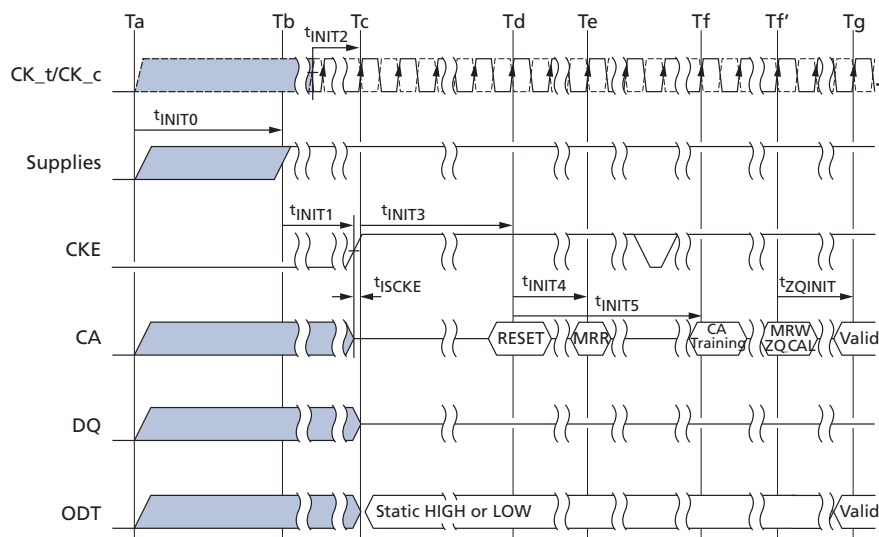 Ta Tb Tc Td Te Tf Tf' Tg
tINIT2
CK_t/CK_c
tINIT0
Supplies
tINIT1 tINIT3
CKE
tISCKE tINIT4 tZQINIT
tINIT5
CA RESET MRR CA Training MRW ZQCAL Valid
DQ
ODT Static HIGH or LOW Valid